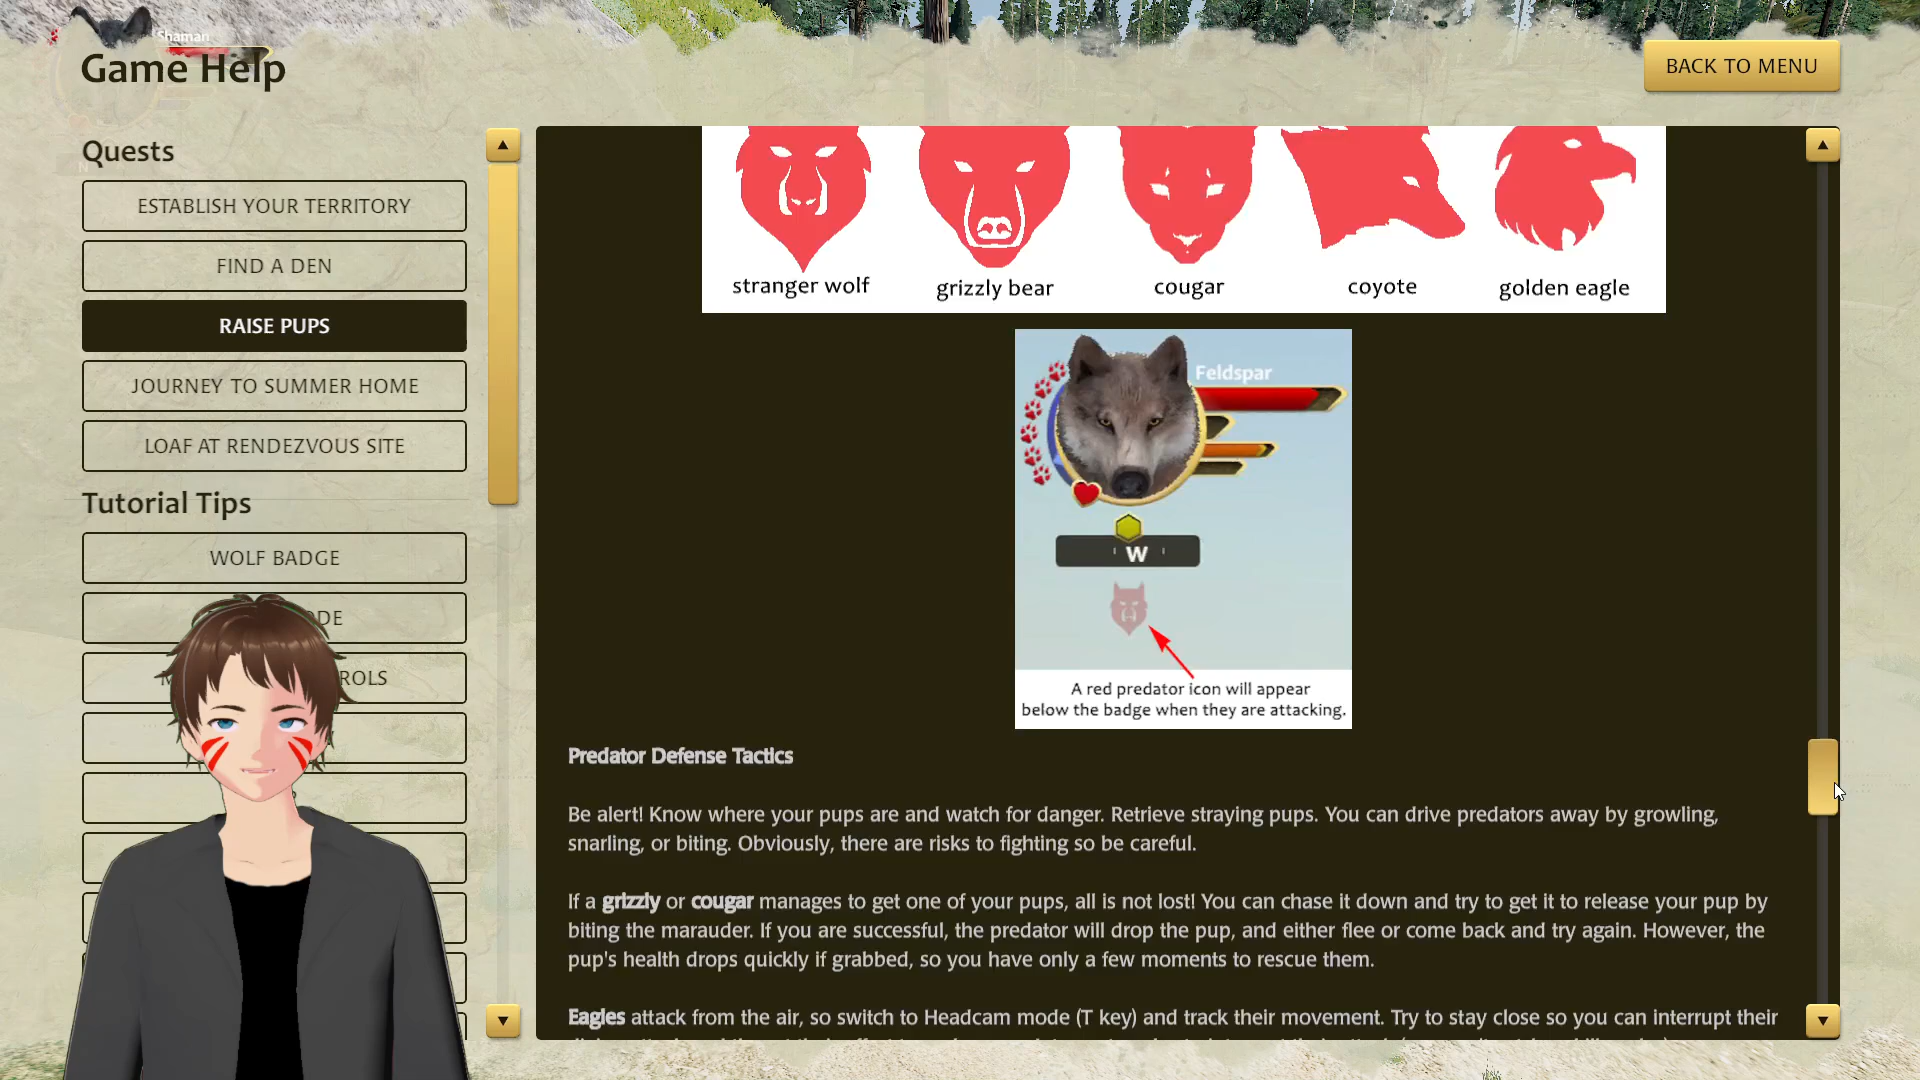 Shaman
Game Help
BACK TO MENU
Quests
ESTABLISH YOUR TERRITORY
FIND A DEN
RAISE PUPS
JOURNEY TO SUMMER HOME
LOAF AT RENDEZVOUS SITE
Tutorial Tips
WOLF BADGE
stranger wolf
grizzly bear
cougar
coyote
golden eagle
Feldspar
W
A red predator icon will appear
below the badge when they are attacking.
Predator Defense Tactics
Be alert! Know where your pups are and watch for danger. Retrieve straying pups. You can drive predators away by growling,
snarling, or biting. Obviously, there are risks to fighting so be careful.
If a grizzly or cougar manages to get one of your pups, all is not lost! You can chase it down and try to get it to release your pup by
biting the marauder. If you are successful, the predator will drop the pup, and either flee or come back and try again. However, the
pup's health drops quickly if grabbed, so you have only a few moments to rescue them.
Eagles attack from the air, so switch to Headcam mode (T key) and track their movement. Try to stay close so you can interrupt their